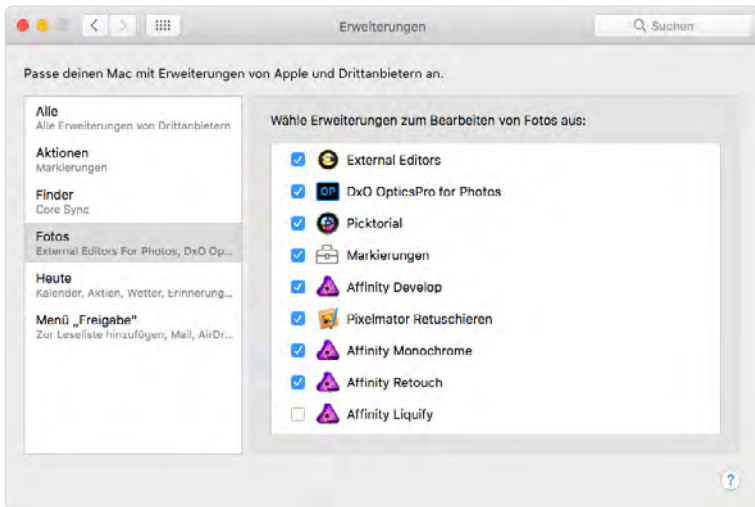 Erweiterungen
Suchen
Passe deinen Mac mit Erweiterungen von Apple und Drittanbietern an.
Alle
Alle Erweiterungen von Drittanbietern
Aktionen
Markierungen
Finder
Core Sync
Fotos
External Editors For Photos, DxO Op...
Heute
Kalender, Aktien, Wetter, Erinnerung...
Menü „Freigabe“
Zur Leseliste hinzufügen, Mail, AirDr...
Wähle Erweiterungen zum Bearbeiten von Fotos aus:
External Editors
OP DxO OpticsPro for Photos
Picktorial
Markierungen
Affinity Develop
Pixelmator Retuschieren
Affinity Monochrome
Affinity Retouch
Affinity Liquify
?